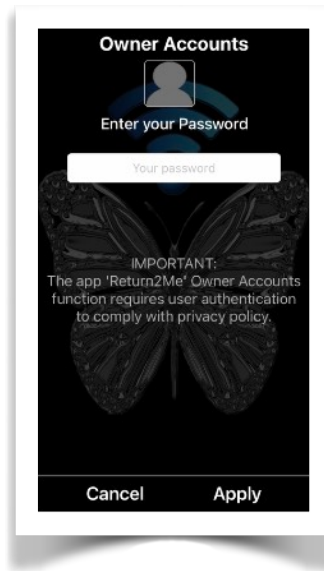 Owner Accounts
Enter your Password
Your password
IMPORTANT:
The app 'Return2Me' Owner Accounts
function requires user authentication
to comply with privacy policy.
Cancel Apply